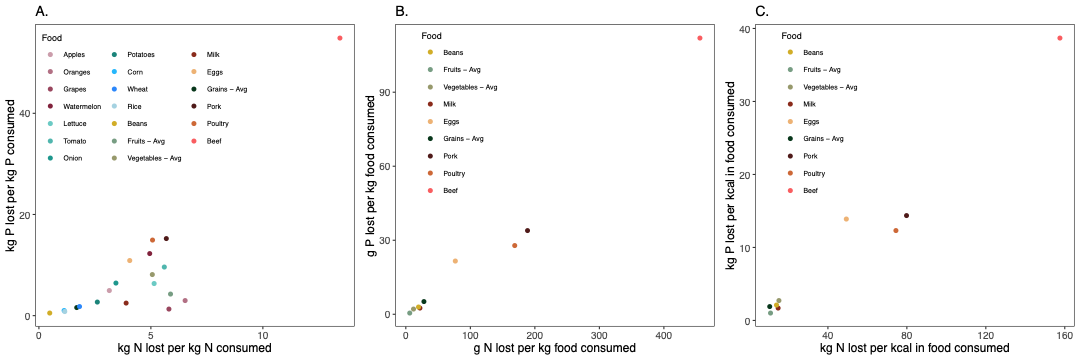 A.
kg P lost per kg P consumed
Food
Apples
Oranges
Grapes
Watermelon
Lettuce
Tomato
Onion
Potatoes
Corn
Wheat
Rice
Beans
Fruits – Avg
Vegetables – Avg
Milk
Eggs
Grains – Avg
Pork
Poultry
Beef
40
20
0
0
5
10
kg N lost per kg N consumed
B.
g P lost per kg food consumed
Food
Beans
Fruits – Avg
Vegetables – Avg
Milk
Eggs
Grains – Avg
Pork
Poultry
Beef
90
60
30
0
0
100
200
300
400
g N lost per kg food consumed
C.
kg P lost per kcal in food consumed
Food
Beans
Fruits – Avg
Vegetables – Avg
Milk
Eggs
Grains – Avg
Pork
Poultry
Beef
40
30
20
10
0
40
80
120
160
kg N lost per kcal in food consumed